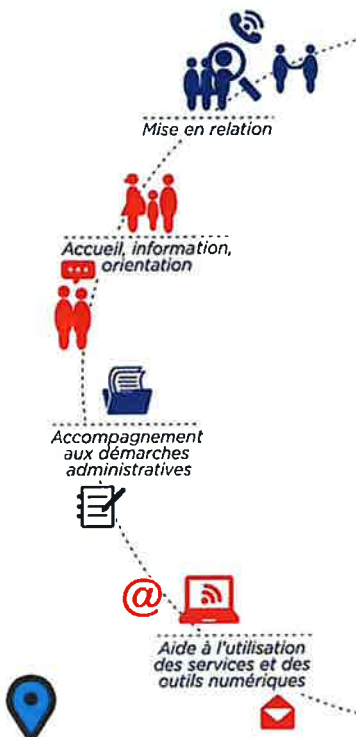 Mise en relation
Accueil, information,
orientation
Accompagnement
aux démarches
administratives
@
Aide à l'utilisation
des services et des
outils numériques